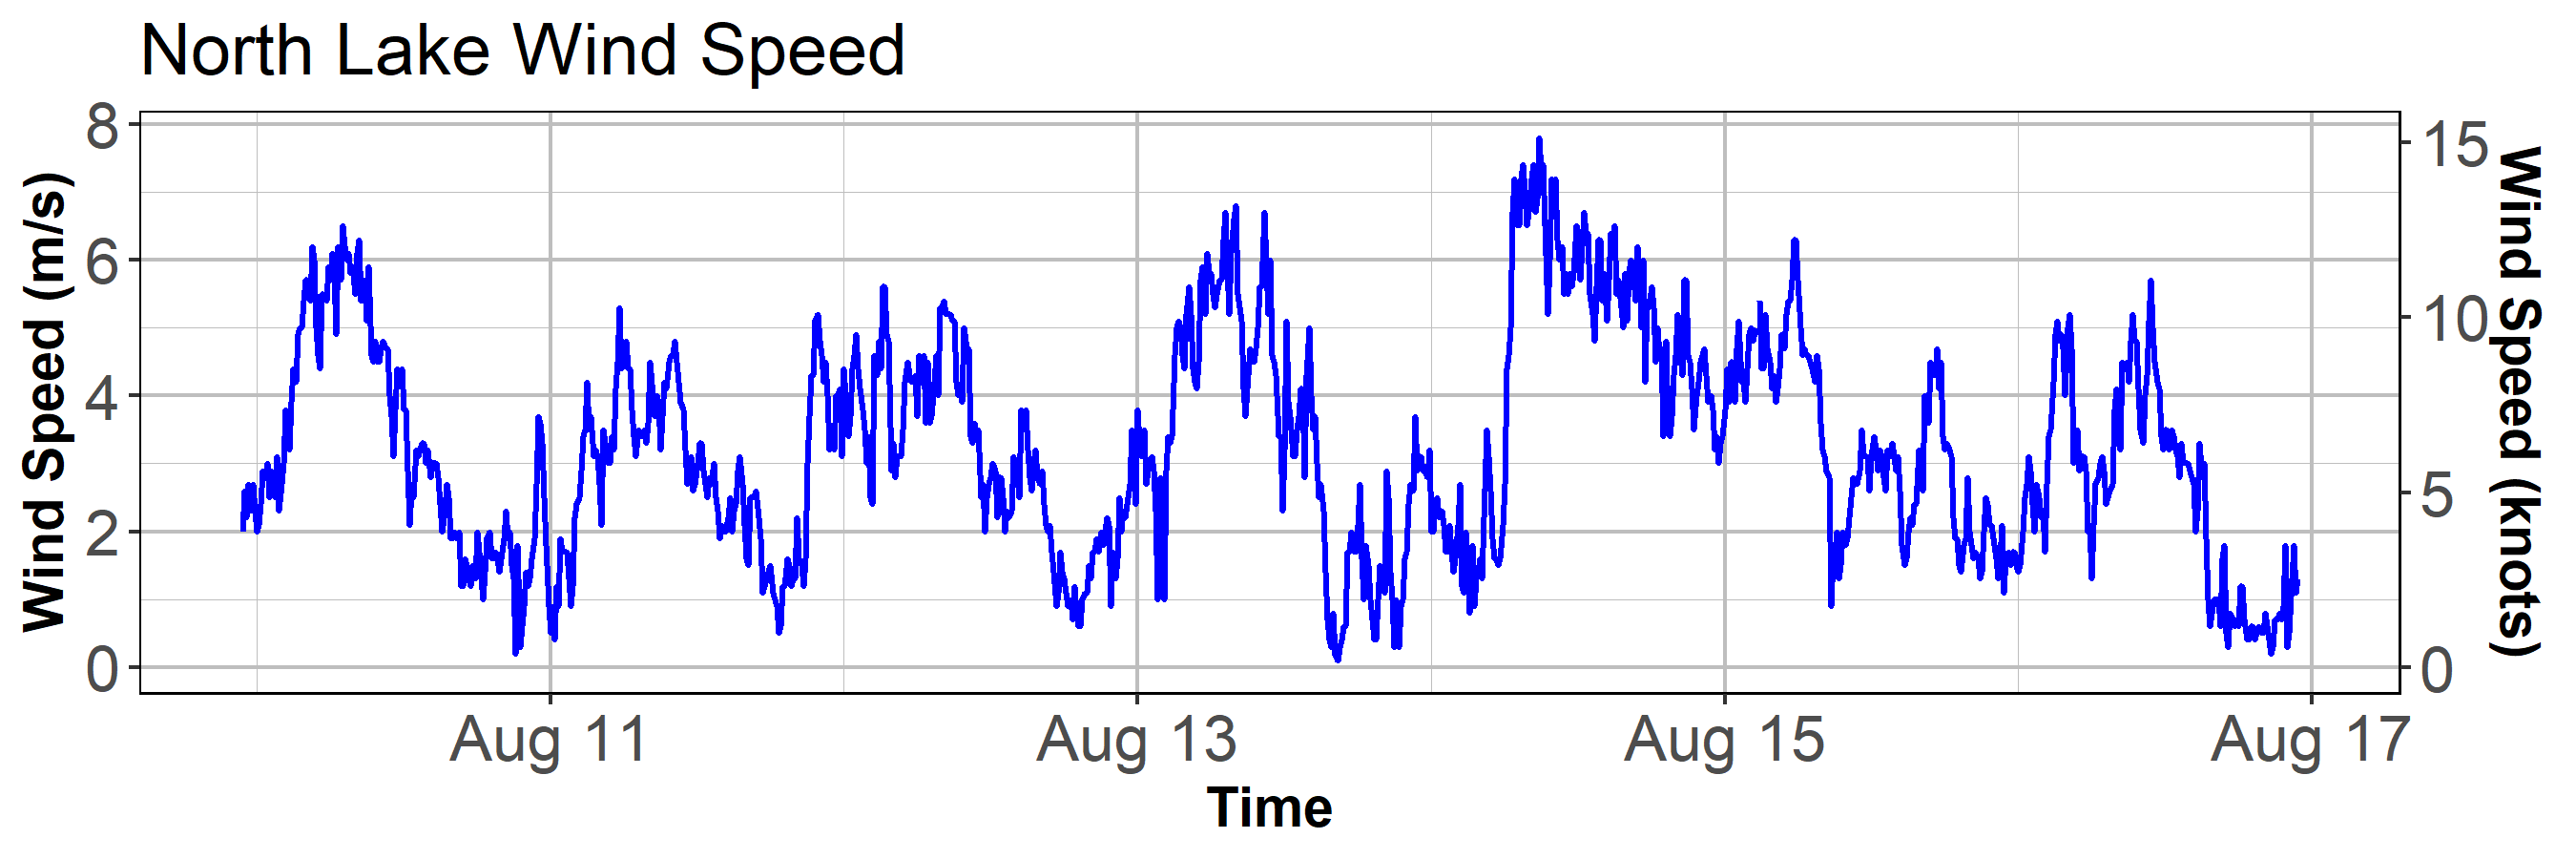 North Lake Wind Speed
Wind Speed (m/s)
8
6
4
2
0
15
10
5
0
Wind Speed (knots)
Aug 11
Aug 13
Aug 15
Aug 17
Time